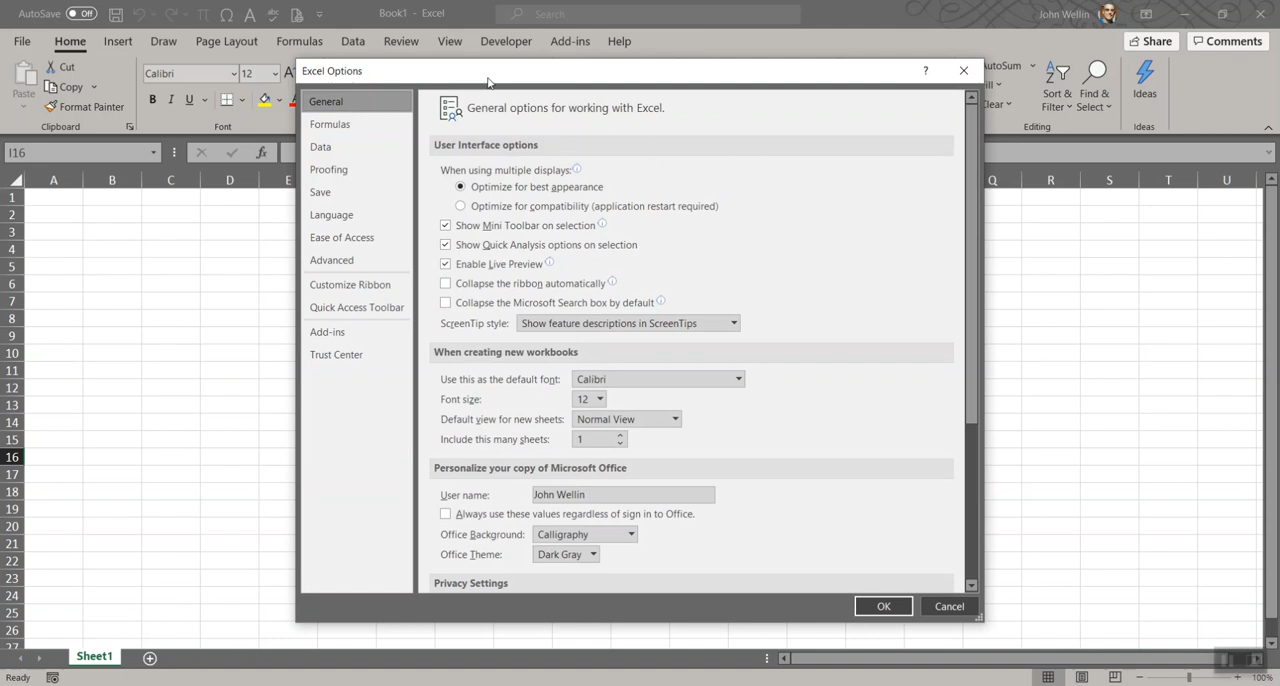 AutoSave Off Book1 - Excel Search John Wellin
File Home Insert Draw Page Layout Formulas Data Review View Developer Add-ins Help Share Comments
Paste
Cut
Copy
Format Painter
Clipboard
Calibri 12
B I U
Font
AutoSum
Sort &
Filter
Find &
Select
Editing
Ideas
Ideas
I16
A B C D E Q R S T U
1
2
3
4
5
6
7
8
9
10
11
12
13
14
15
16
17
18
19
20
21
22
23
24
25
26
27
Excel Options ?
General
Formulas
Data
Proofing
Save
Language
Ease of Access
Advanced
Customize Ribbon
Quick Access Toolbar
Add-ins
Trust Center
General options for working with Excel.
User Interface options
When using multiple displays:
Optimize for best appearance
Optimize for compatibility (application restart required)
Show Mini Toolbar on selection
Show Quick Analysis options on selection
Enable Live Preview
Collapse the ribbon automatically
Collapse the Microsoft Search box by default
ScreenTip style: Show feature descriptions in ScreenTips
When creating new workbooks
Use this as the default font: Calibri
Font size: 12
Default view for new sheets: Normal View
Include this many sheets: 1
Personalize your copy of Microsoft Office
User name: John Wellin
Always use these values regardless of sign in to Office.
Office Background: Calligraphy
Office Theme: Dark Gray
Privacy Settings
OK Cancel
Sheet1
Ready 100%